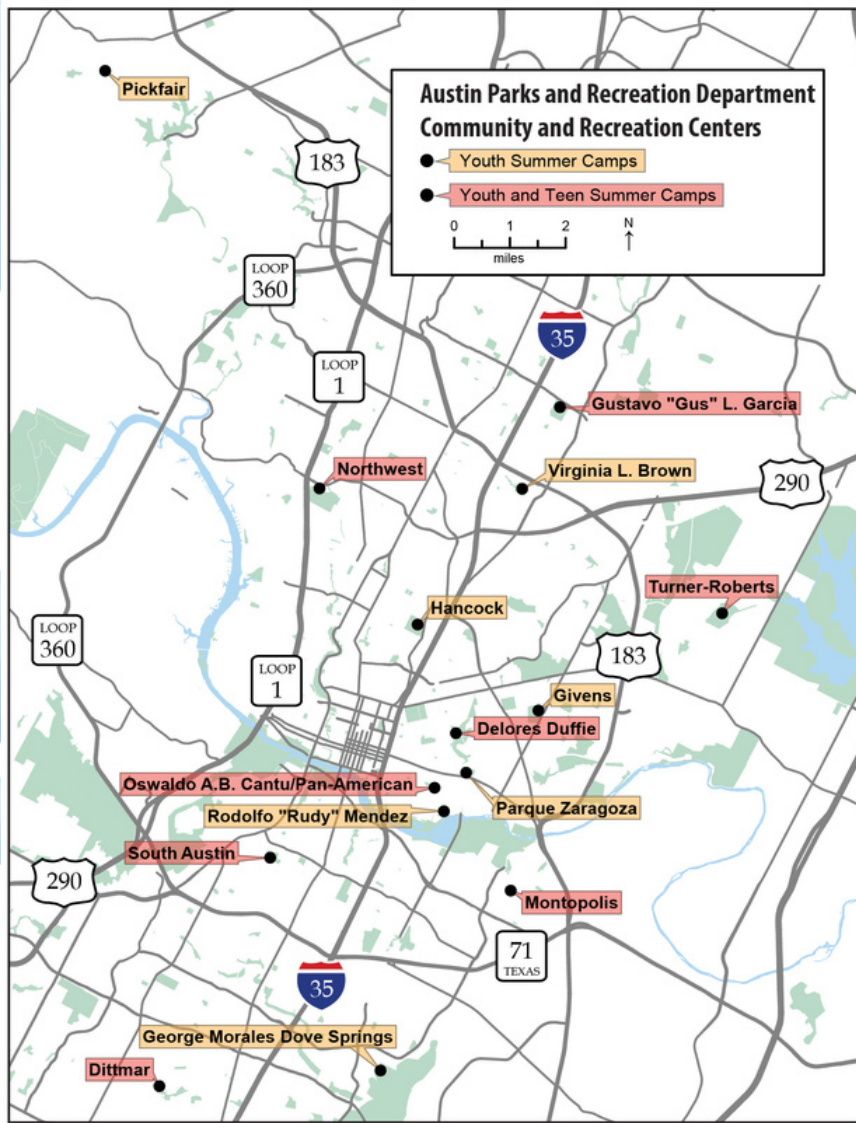 Pickfair
Austin Parks and Recreation Department
Community and Recreation Centers
Youth Summer Camps
Youth and Teen Summer Camps
0 1 2
miles
N
183
LOOP
360
35
LOOP
1
Gustavo "Gus" L. Garcia
Northwest
Virginia L. Brown
290
Turner-Roberts
Hancock
LOOP
360
183
LOOP
1
Givens
Delores Duffie
Oswaldo A.B. Cantu/Pan-American
Parque Zaragoza
Rodolfo "Rudy" Mendez
South Austin
290
Montopolis
71
TEXAS
35
George Morales Dove Springs
Dittmar